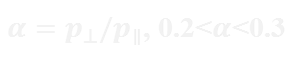 α = p⊥/p∥, 0.2<α<0.3